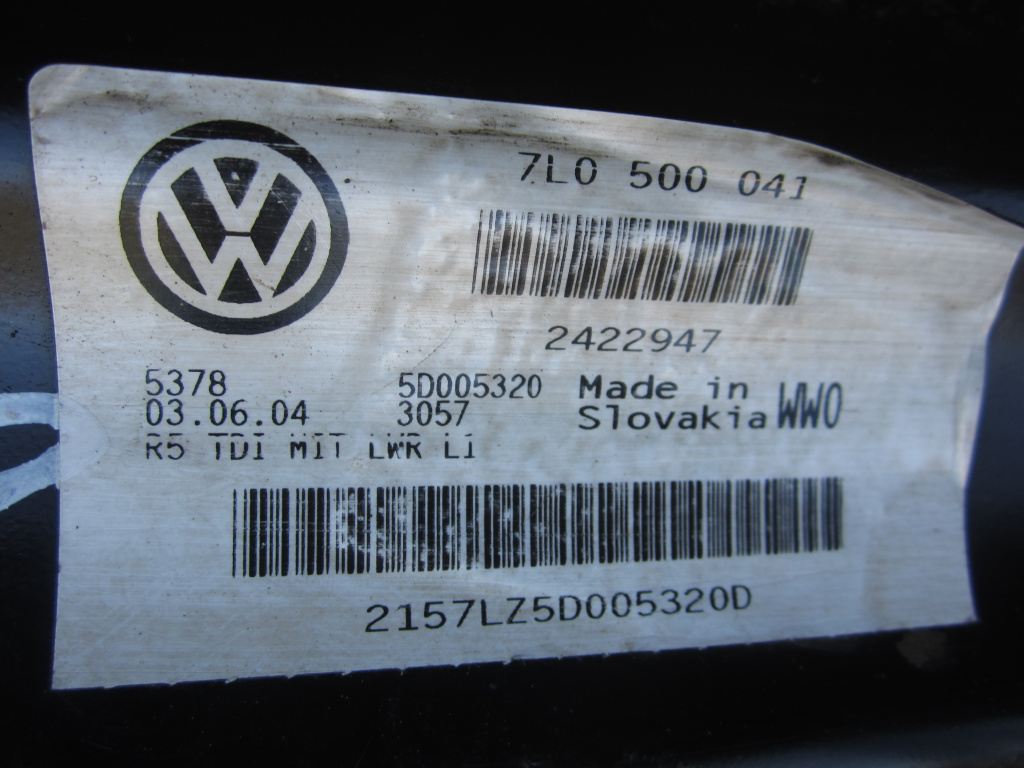 7L0 500 041
2422947
5378 5D005320 Made in WWO
03.06.04 3057 Slovakia
R5 TDI MIT LWR LI
2157LZ5D005320D